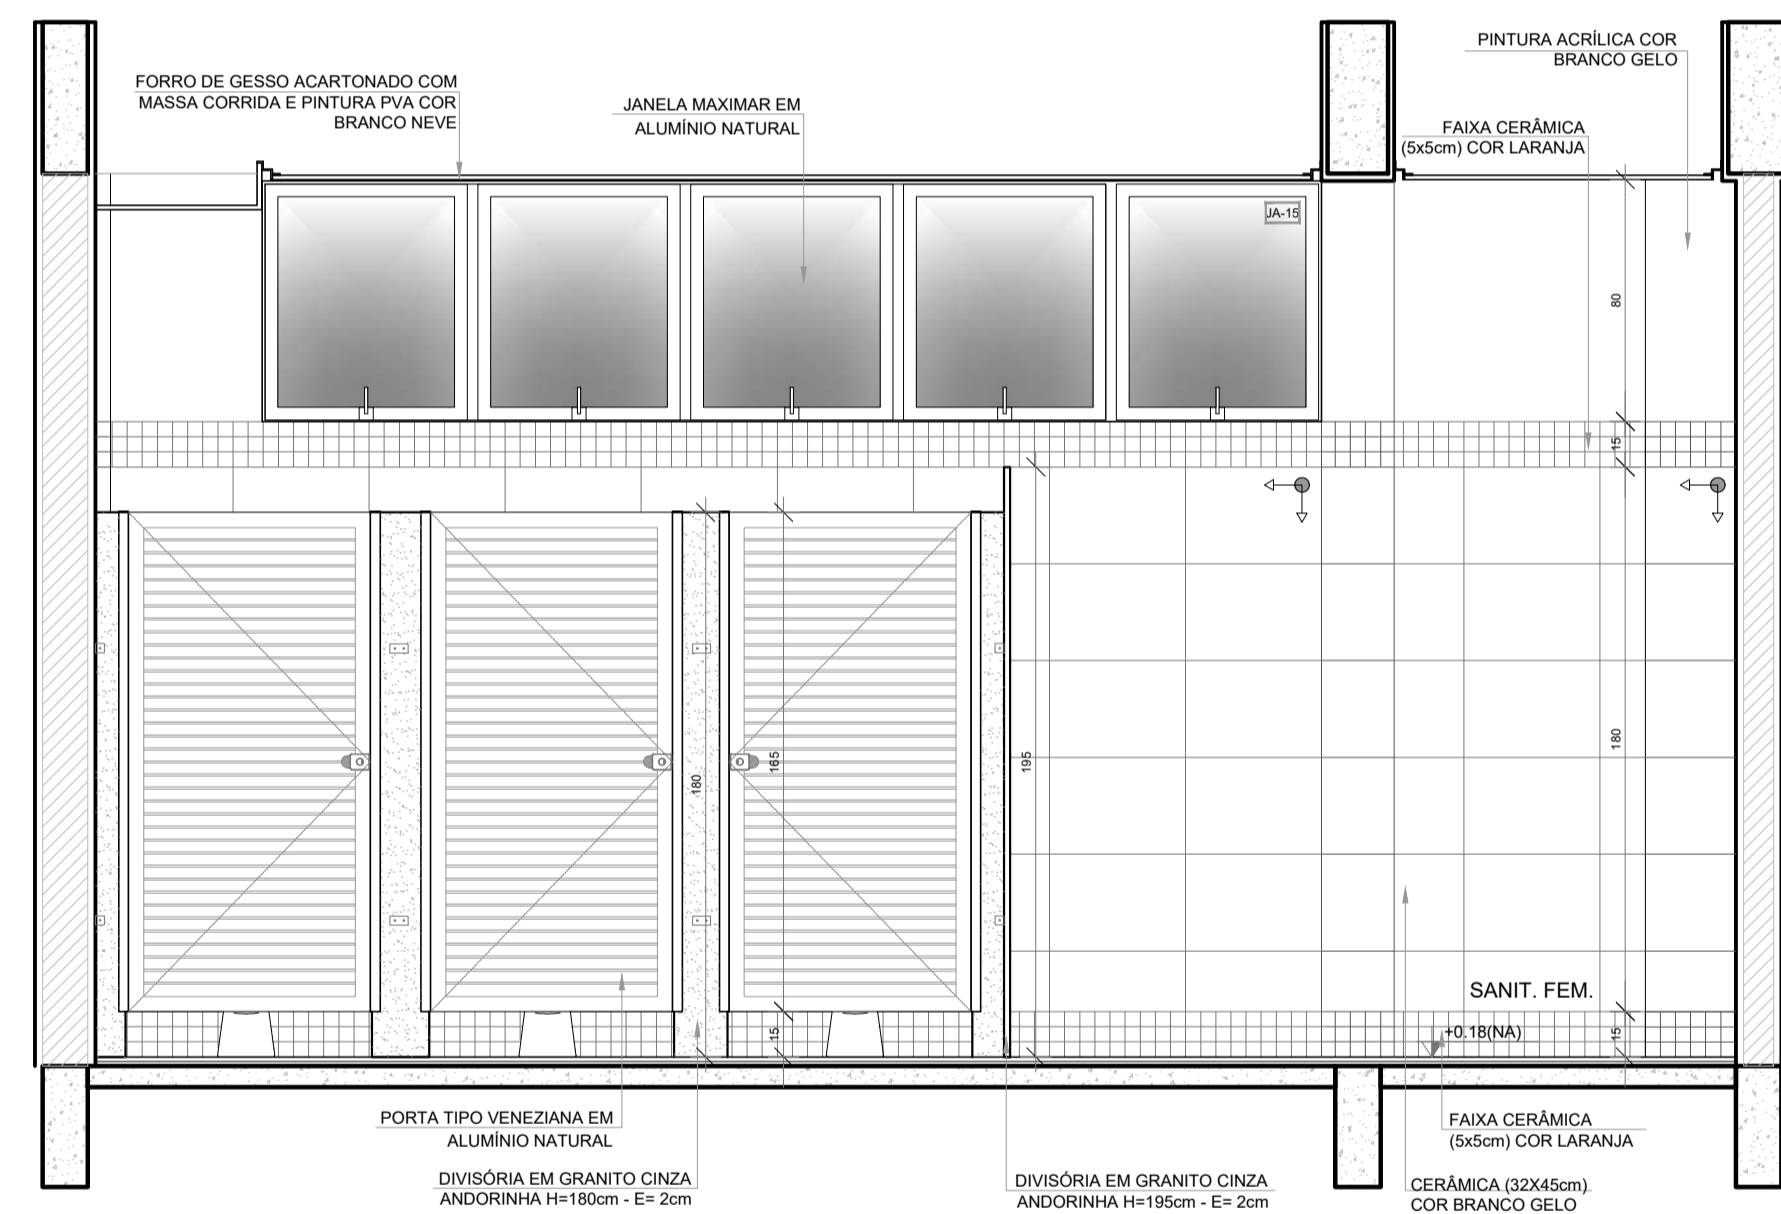 PINTURA ACRÍLICA COR
BRANCO GELO
FORRO DE GESSO ACARTONADO COM
MASSA CORRIDA E PINTURA PVA COR
BRANCO NEVE
JANELA MAXIMAR EM
ALUMÍNIO NATURAL
FAIXA CERÂMICA
(5x5cm) COR LARANJA
JA-15
80
15
180
165
195
180
15
15
SANIT. FEM.
+0.18(NA)
PORTA TIPO VENEZIANA EM
ALUMÍNIO NATURAL
DIVISÓRIA EM GRANITO CINZA
ANDORINHA H=180cm - E= 2cm
DIVISÓRIA EM GRANITO CINZA
ANDORINHA H=195cm - E= 2cm
FAIXA CERÂMICA
(5x5cm) COR LARANJA
CERÂMICA (32X45cm)
COR BRANCO GELO